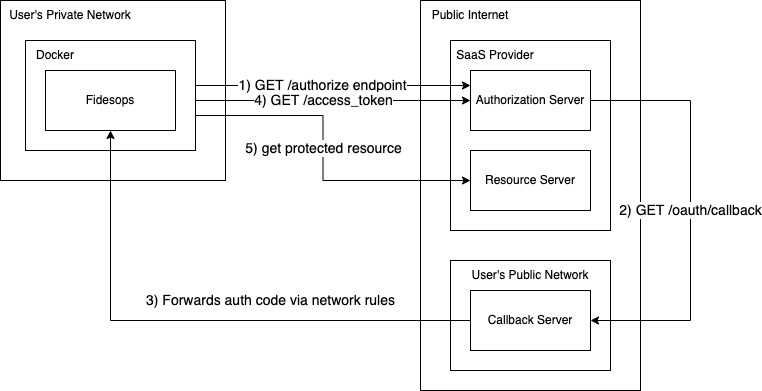 User's Private Network
Public Internet
Docker
SaaS Provider
Fidesops
1) GET /authorize endpoint
4) GET /access_token
Authorization Server
5) get protected resource
Resource Server
2) GET /oauth/callback
User's Public Network
3) Forwards auth code via network rules
Callback Server